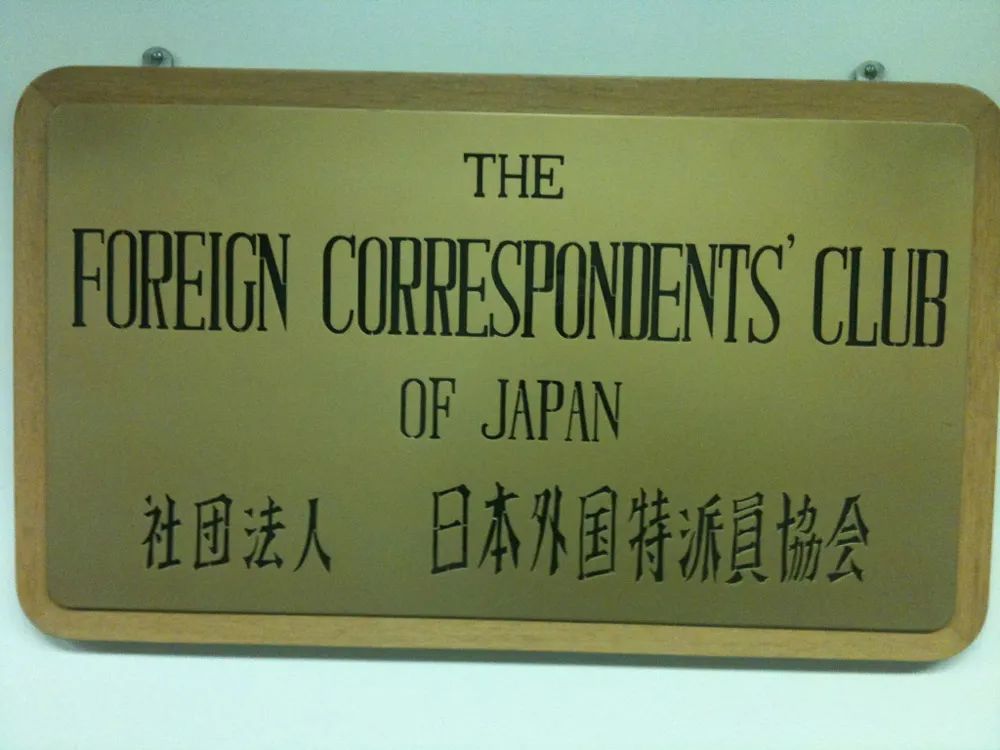 THE
FOREIGN CORRESPONDENTS' CLUB
OF JAPAN
社団法人 日本外国特派員協会